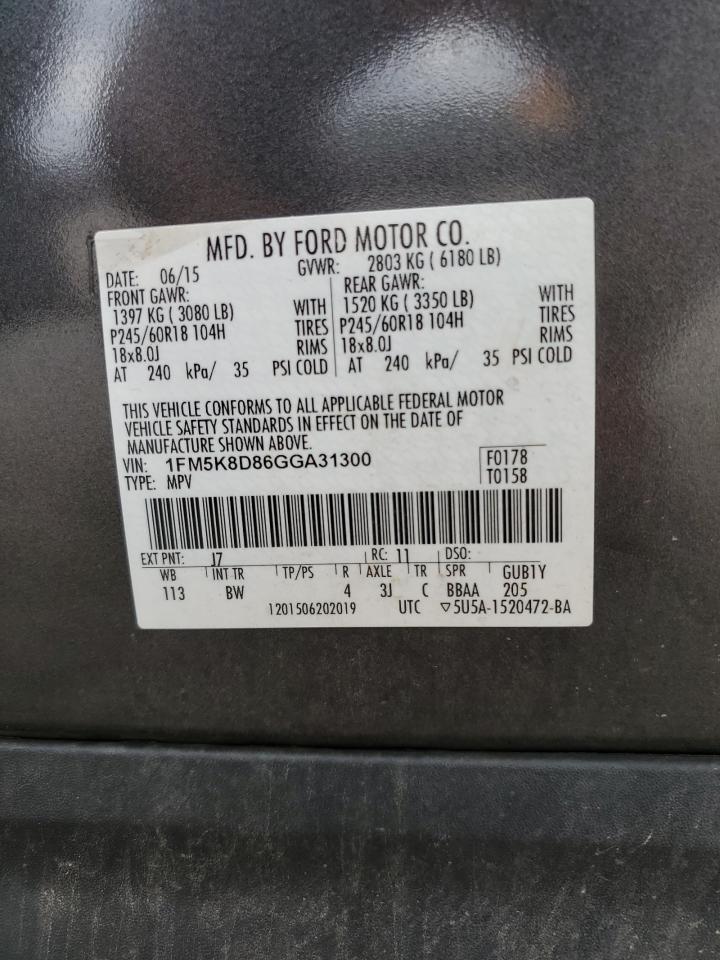 MFD. BY FORD MOTOR CO.
DATE: 06/15 GVWR: 2803 KG ( 6180 LB)
FRONT GAWR: REAR GAWR:
1397 KG ( 3080 LB) WITH 1520 KG ( 3350 LB) WITH
P245/60R18 104H TIRES P245/60R18 104H TIRES
18x8.0J RIMS 18x8.0J RIMS
AT 240 kPa/ 35 PSI COLD AT 240 kPa/ 35 PSI COLD
THIS VEHICLE CONFORMS TO ALL APPLICABLE FEDERAL MOTOR
VEHICLE SAFETY STANDARDS IN EFFECT ON THE DATE OF
MANUFACTURE SHOWN ABOVE.
VIN: 1FM5K8D86GGA31300 F0178
TYPE: MPV T0158
EXT PNT: J7 RC: 11 DSO:
WB INT TR TP/PS R AXLE TR SPR GUB1Y
113 BW 4 3J C BBAA 205
1201506202019 UTC ▽5U5A-1520472-BA